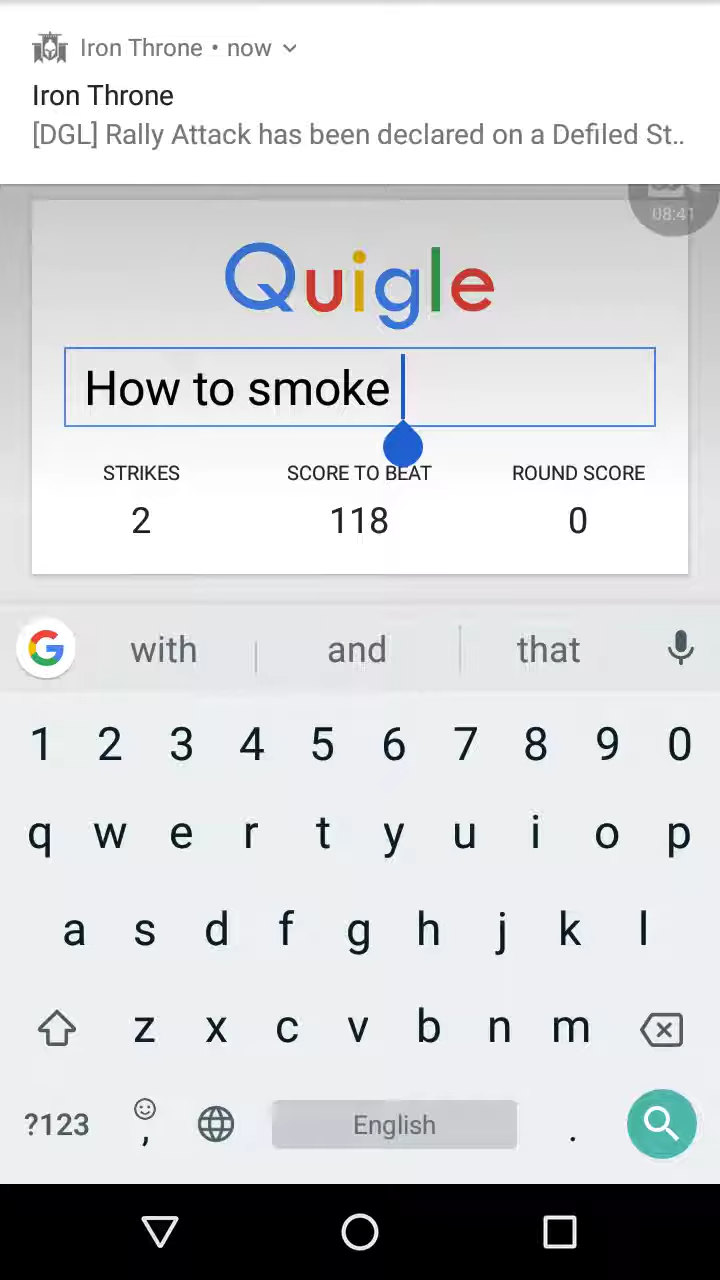 Iron Throne • now
Iron Throne
[DGL] Rally Attack has been declared on a Defiled St..
08:41
Quigle
How to smoke
STRIKES SCORE TO BEAT ROUND SCORE
2 118 0
G with and that
1 2 3 4 5 6 7 8 9 0
q w e r t y u i o p
a s d f g h j k l
z x c v b n m
?123 , English .